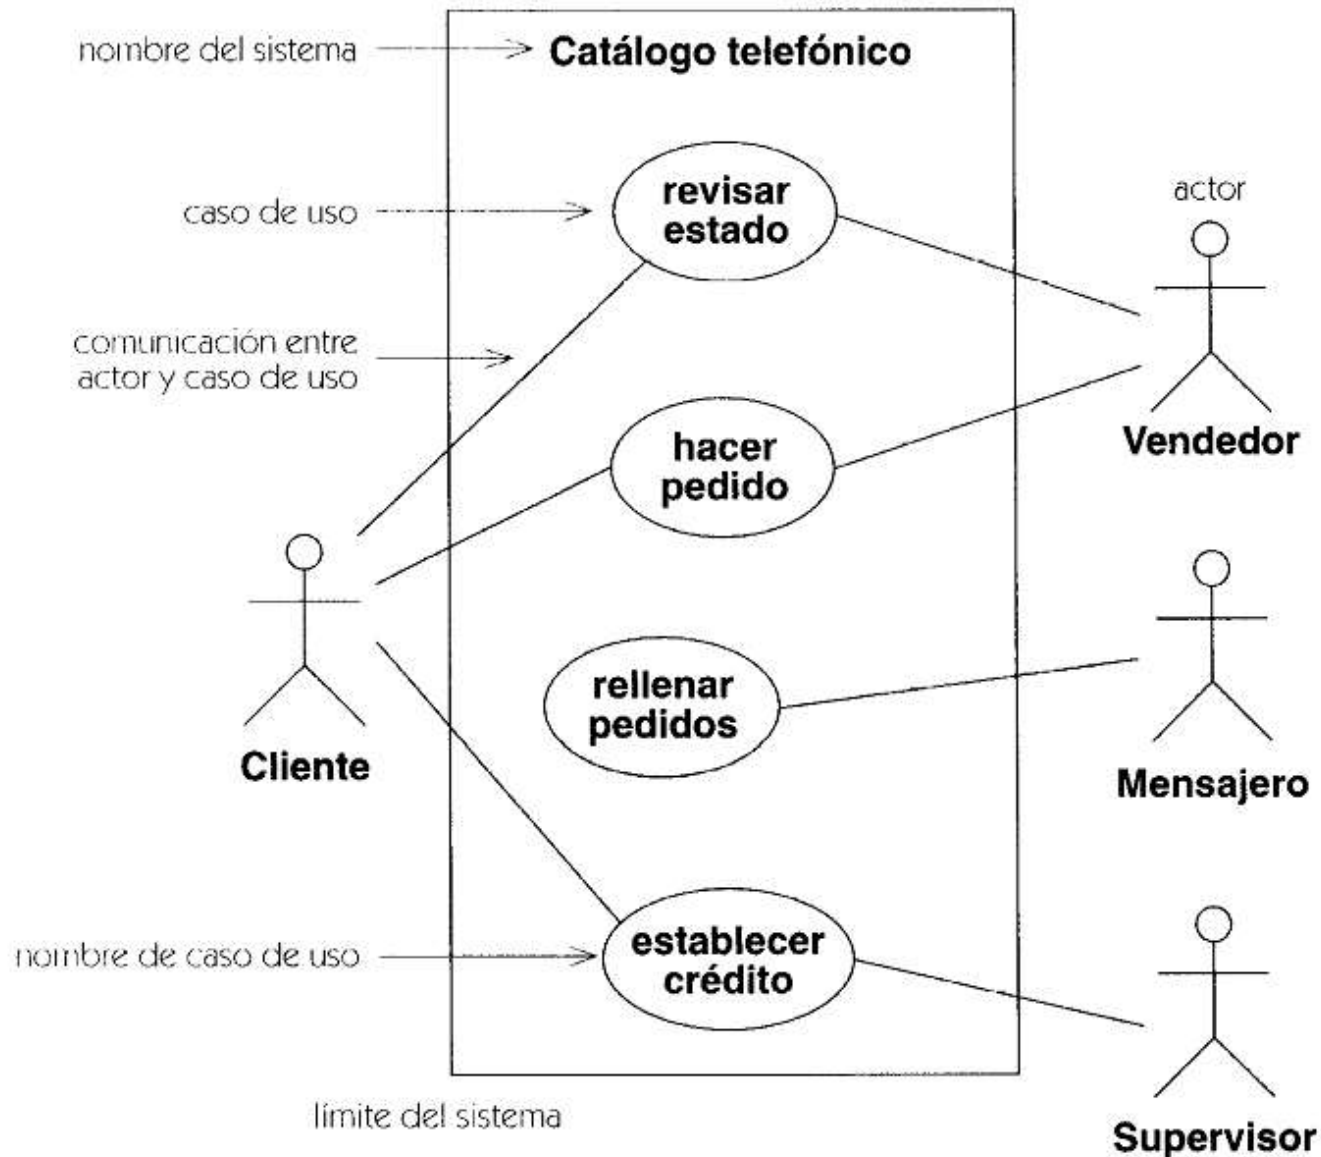 nombre del sistema
Catálogo telefónico
caso de uso
revisar
estado
actor
comunicación entre
actor y caso de uso
hacer
pedido
Vendedor
Cliente
rellenar
pedidos
Mensajero
nombre de caso de uso
establecer
crédito
límite del sistema
Supervisor